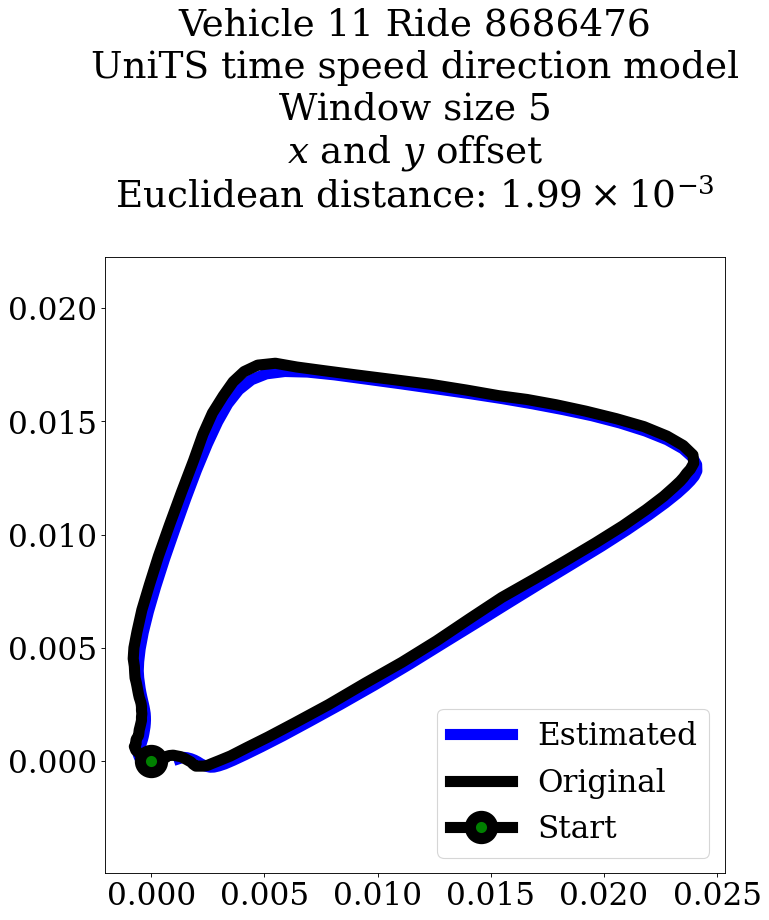 Vehicle 11 Ride 8686476
UniTS time speed direction model
Window size 5
x and y offset
Euclidean distance: 1.99 × 10⁻³
0.020
0.015
0.010
0.005
0.000
Estimated
Original
Start
0.000 0.005 0.010 0.015 0.020 0.025